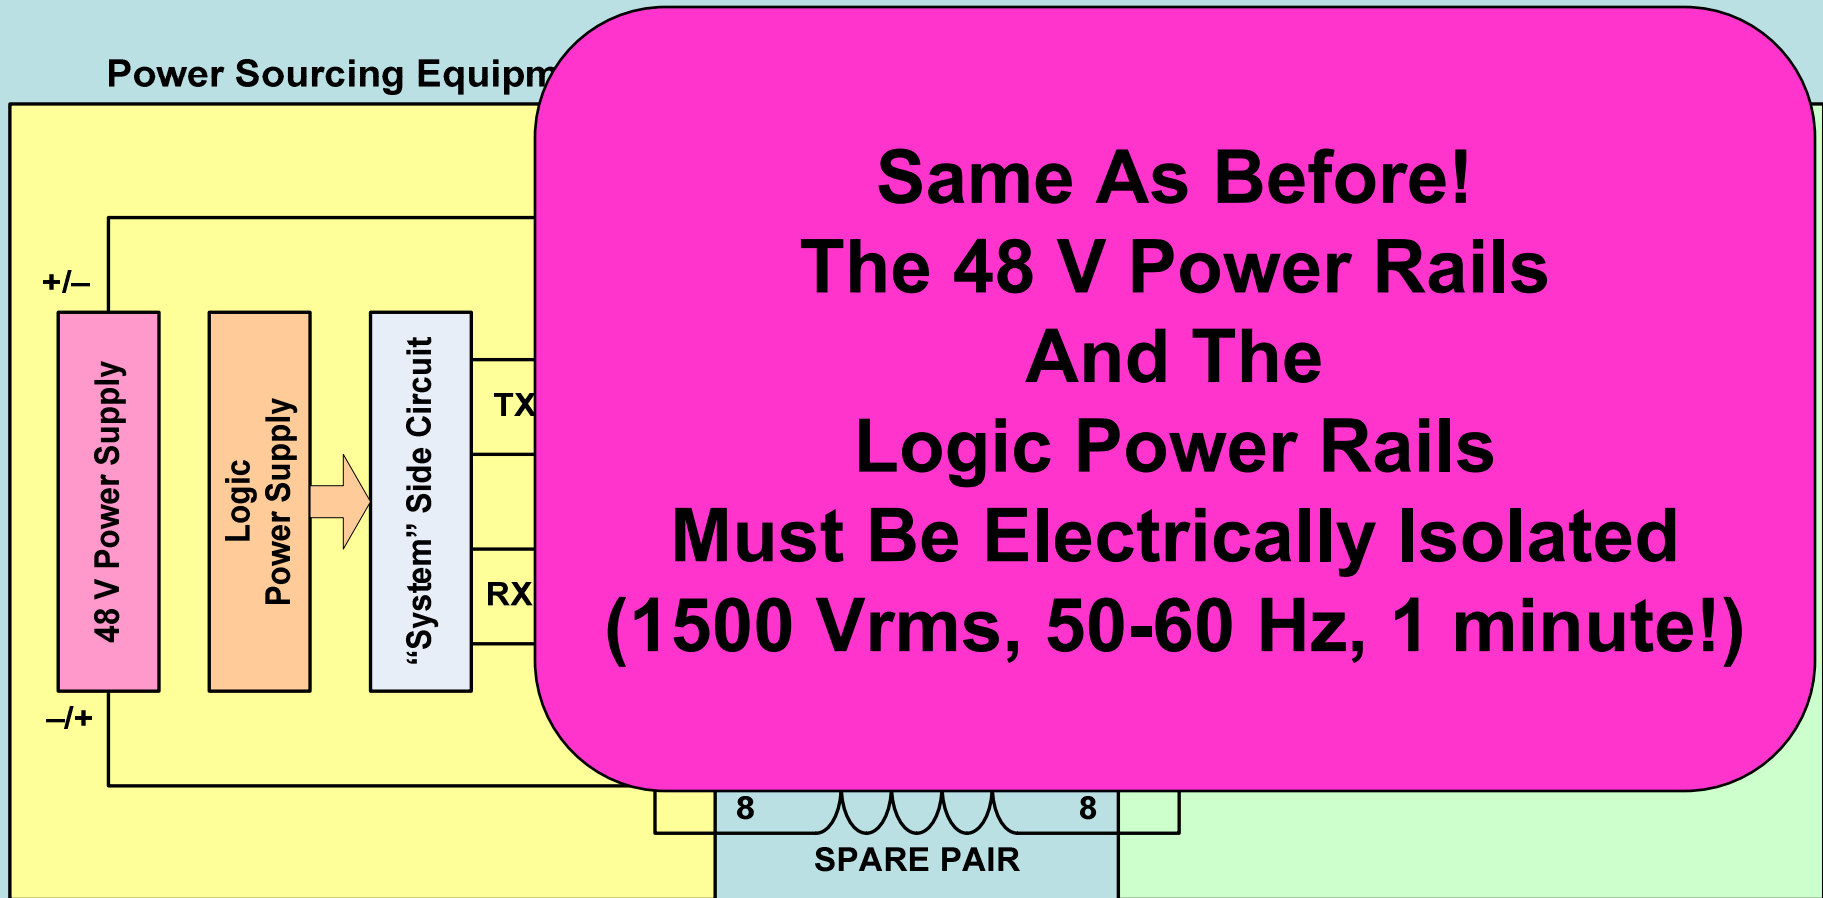 Power Sourcing Equipm
Same As Before!
The 48 V Power Rails
And The
Logic Power Rails
Must Be Electrically Isolated
(1500 Vrms, 50-60 Hz, 1 minute!)
+/–
48 V Power Supply
–/+
Logic
Power Supply
“System” Side Circuit
TX
RX
8
8
SPARE PAIR